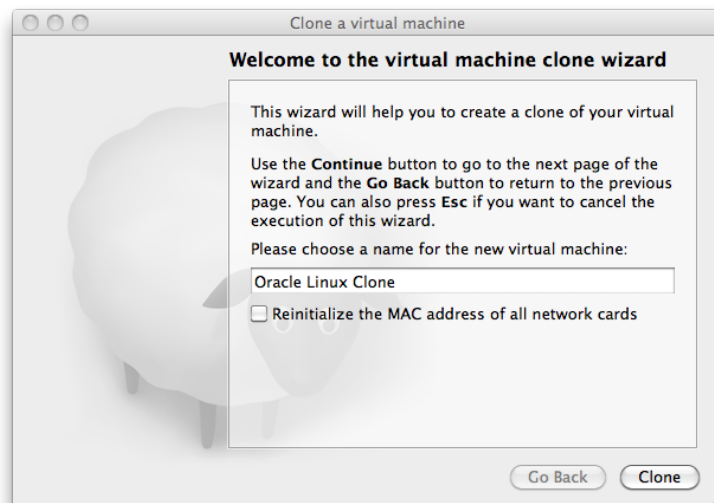 Clone a virtual machine
Welcome to the virtual machine clone wizard
This wizard will help you to create a clone of your virtual
machine.
Use the Continue button to go to the next page of the
wizard and the Go Back button to return to the previous
page. You can also press Esc if you want to cancel the
execution of this wizard.
Please choose a name for the new virtual machine:
Oracle Linux Clone
Reinitialize the MAC address of all network cards
Go Back
Clone